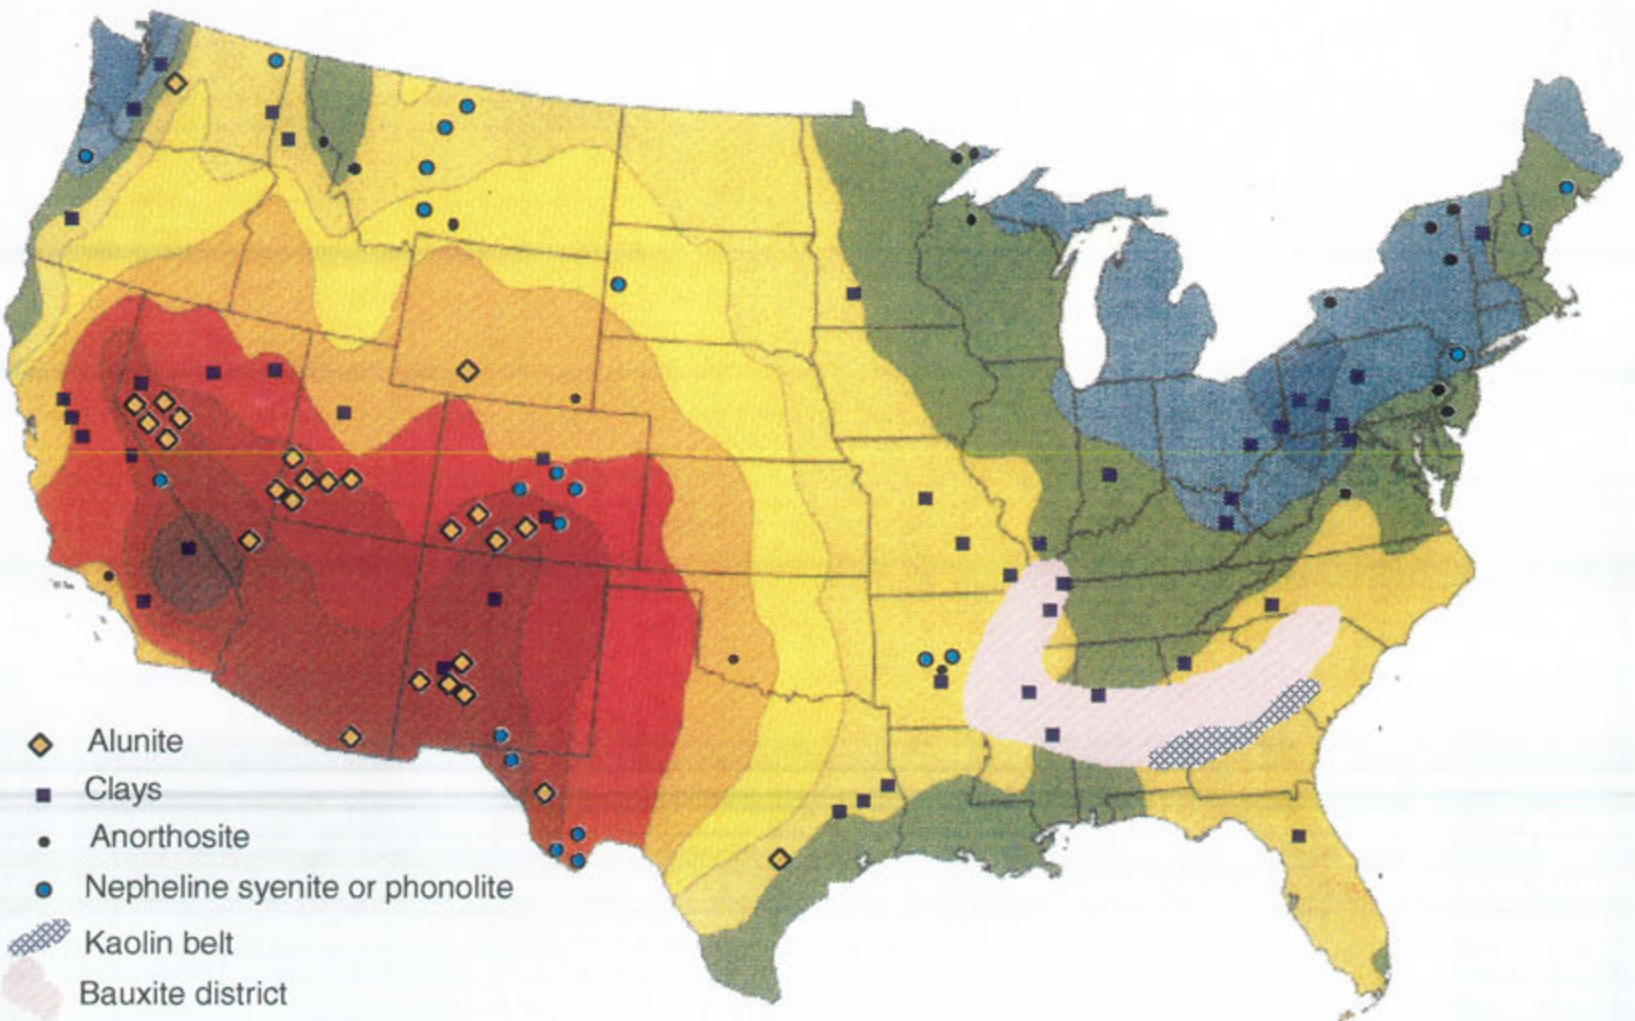 Alunite
Clays
Anorthosite
Nepheline syenite or phonolite
Kaolin belt
Bauxite district